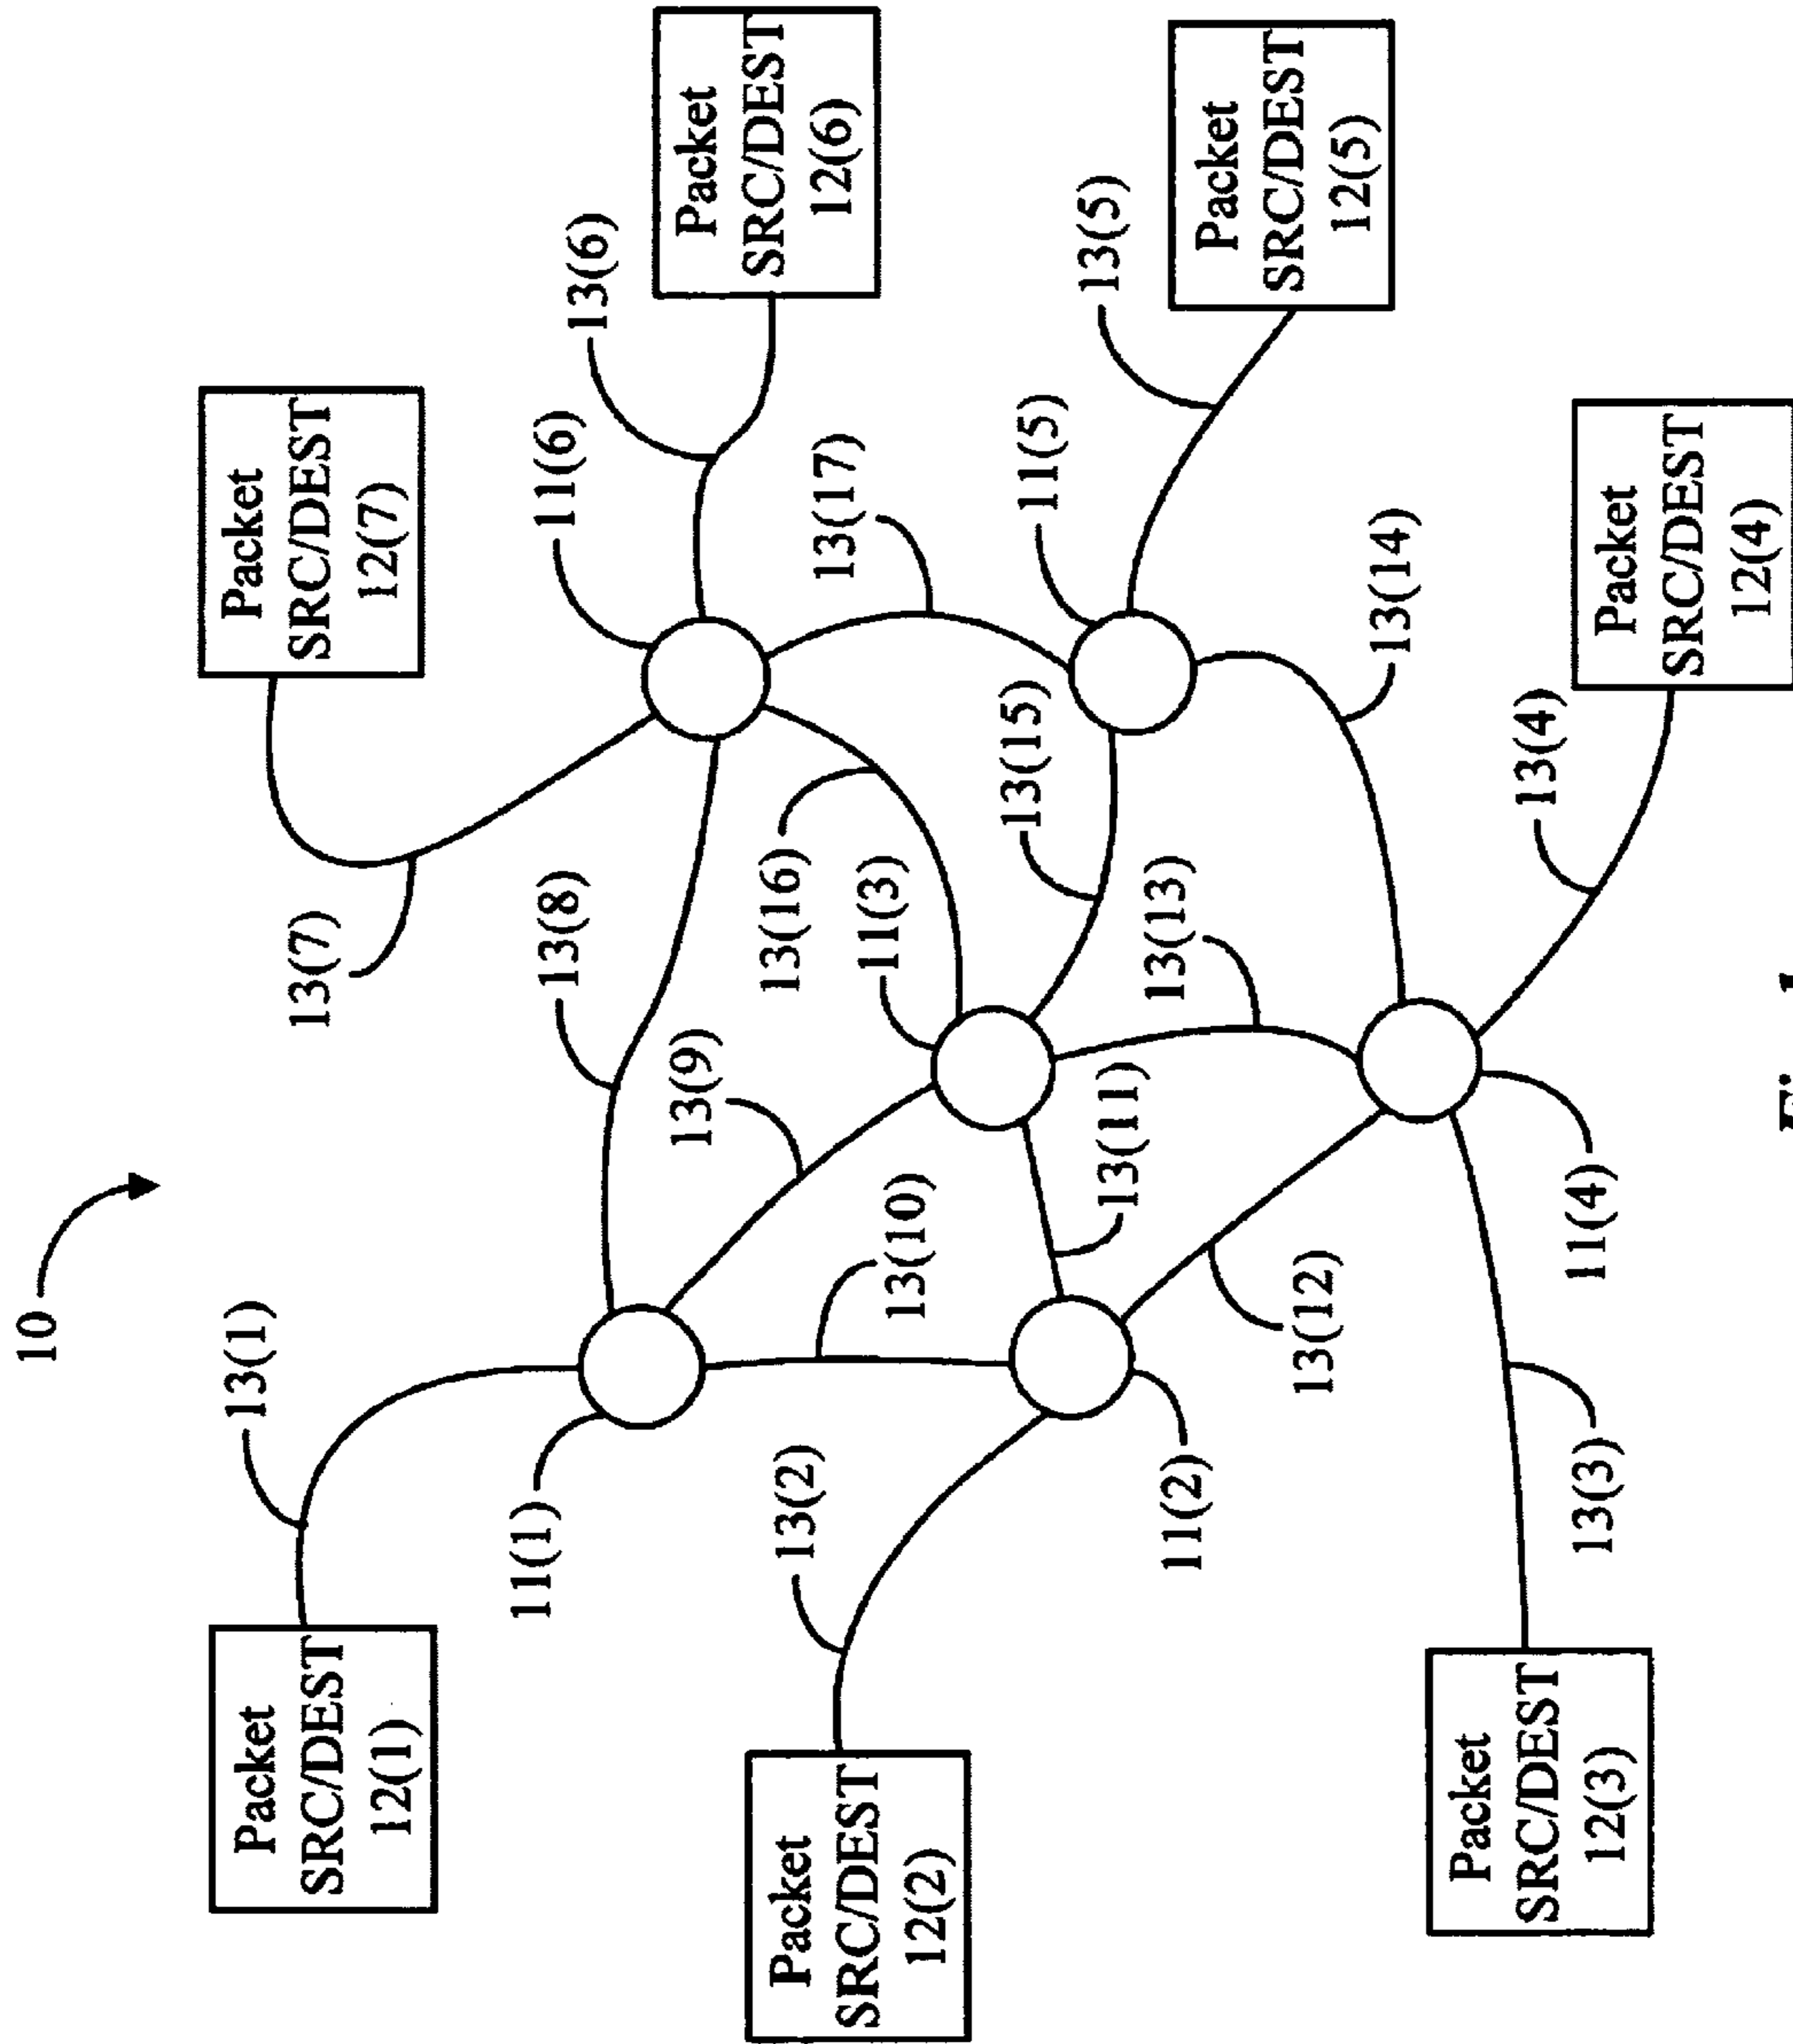 10
13(1)
Packet
SRC/DEST
12(1)
Packet
SRC/DEST
12(7)
13(7)
11(1)
13(8)
11(6)
13(6)
13(9)
Packet
SRC/DEST
12(6)
13(16)
Packet
SRC/DEST
12(2)
13(2)
13(17)
11(3)
13(10)
13(15)
11(5)
13(5)
13(11)
13(13)
11(2)
Packet
SRC/DEST
12(5)
13(12)
13(14)
Packet
SRC/DEST
12(3)
13(3)
11(4)
13(4)
Packet
SRC/DEST
12(4)